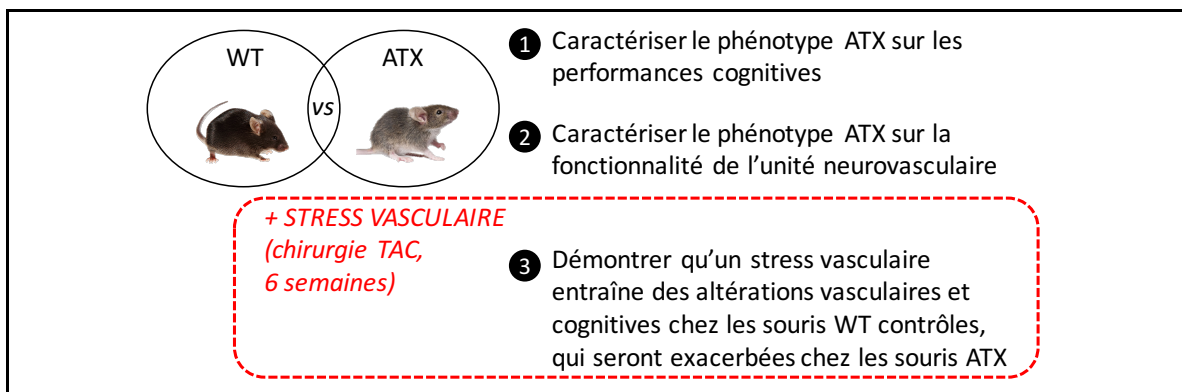 WT
vs
ATX
1 Caractériser le phénotype ATX sur les
performances cognitives
2 Caractériser le phénotype ATX sur la
fonctionnalité de l'unité neurovasculaire
+ STRESS VASCULAIRE
(chirurgie TAC,
6 semaines)
3 Démontrer qu'un stress vasculaire
entraîne des altérations vasculaires et
cognitives chez les souris WT contrôles,
qui seront exacerbées chez les souris ATX